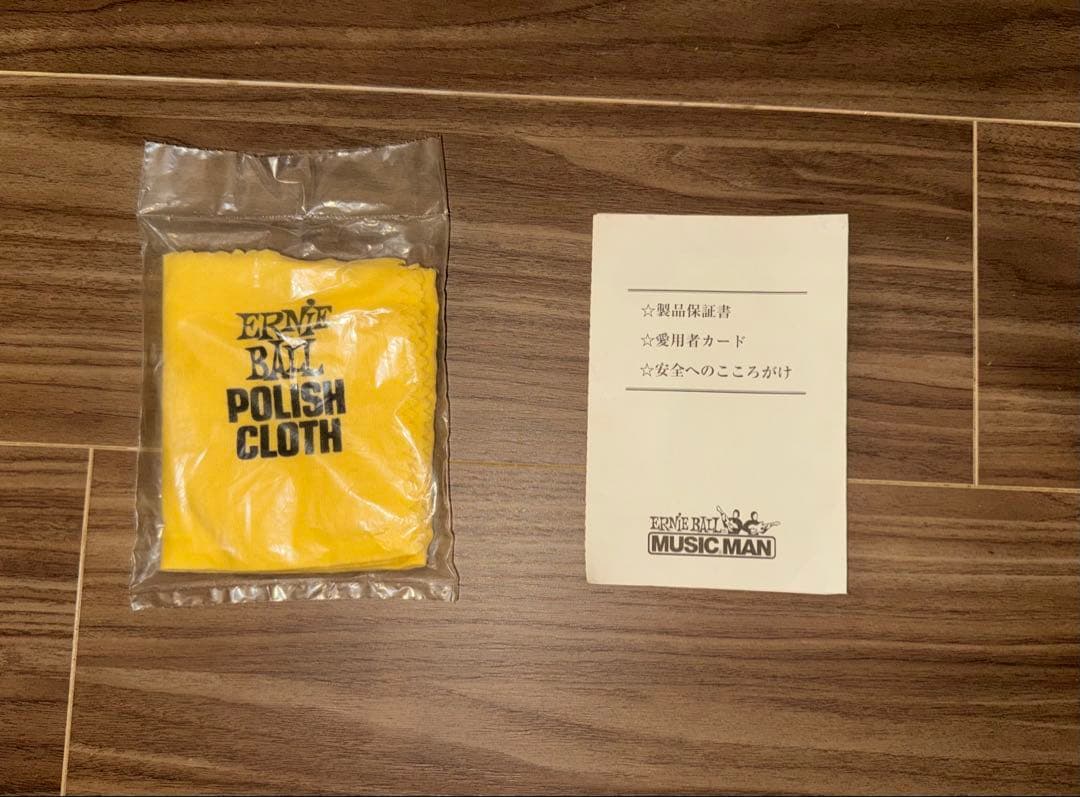 ERNIE
BALL
POLISH
CLOTH
☆製品保証書
☆愛用者カード
☆安全へのこころがけ
ERNIE BALL
MUSIC MAN